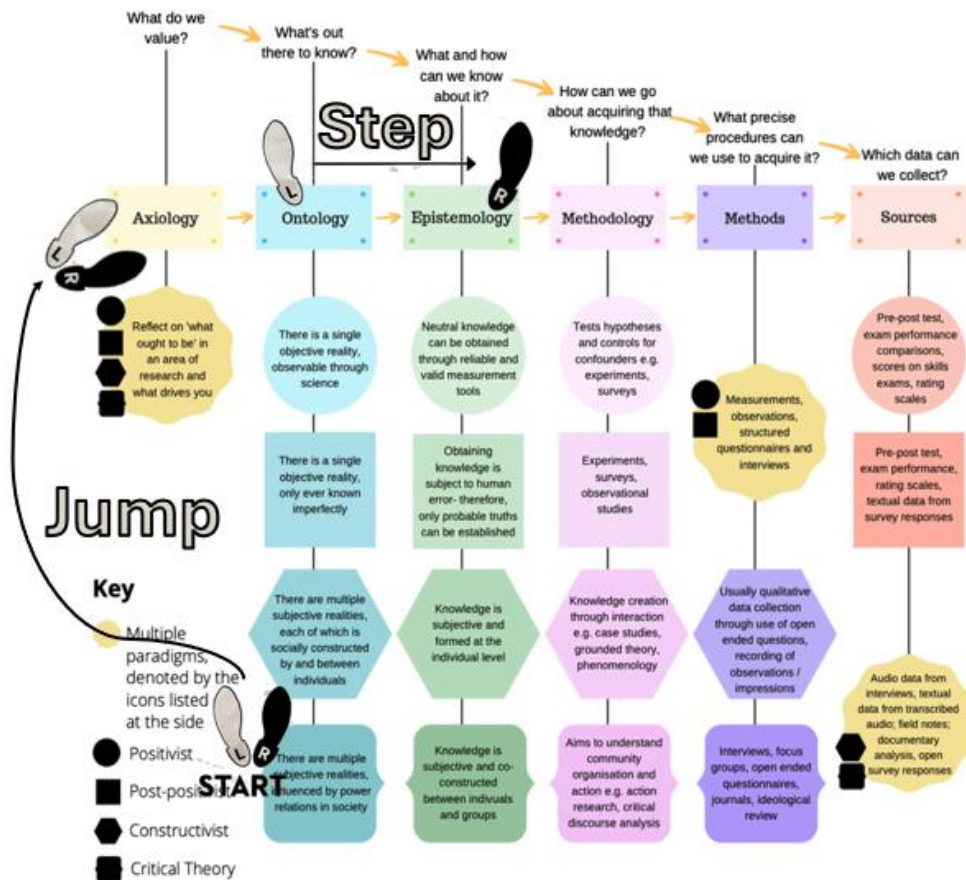 What do we
value?
What's out
there to know?
What and how
can we know
about it?
How can we go
about acquiring that
knowledge?
What precise
procedures can
we use to acquire it?
Which data can
we collect?
Step
L
R
Axiology
Ontology
Epistemology
Methodology
Methods
Sources
L
R
Reflect on 'what
ought to be' in
an area of
research and
what drives you
There is a single
objective reality,
observable through
science
Neutral knowledge
can be obtained
through reliable and
valid measurement
tools
Tests hypotheses
and controls for
confounders e.g.
experiments,
surveys
Measurements,
observations,
structured
questionnaires and
interviews
Pre-post test,
exam performance
comparisons,
scores on skills
exams, rating
scales
There is a single
objective reality,
only ever known
imperfectly
Obtaining
knowledge is
subject to human
error- therefore,
only probable truths
can be established
Experiments,
surveys,
observational
studies
Pre-post test,
exam performance,
rating scales,
textual data from
survey responses
Jump
There are multiple
subjective realities,
each of which is
socially constructed
by and between
individuals
Knowledge is
subjective and
formed at the
individual level
Knowledge creation
through interaction
e.g. case studies,
grounded theory,
phenomenology
Usually qualitative
data collection
through use of open
ended questions,
recording of
observations /
impressions
Audio data from
interviews, textual
data from transcribed
audio; field notes;
documentary
analysis, open
survey responses
There are multiple
subjective realities,
influenced by power
relations in society
Knowledge is
subjective and co-
constructed
between indivuals
and groups
Aims to understand
community
organisation and
action e.g. action
research, critical
discourse analysis
Interviews, focus
groups, open ended
questionnaires,
journals, ideological
review
Key
Multiple
paradigms,
denoted by the
icons listed
at the side
Positivist
Post-positivist
Constructivist
Critical Theory
L
R
START